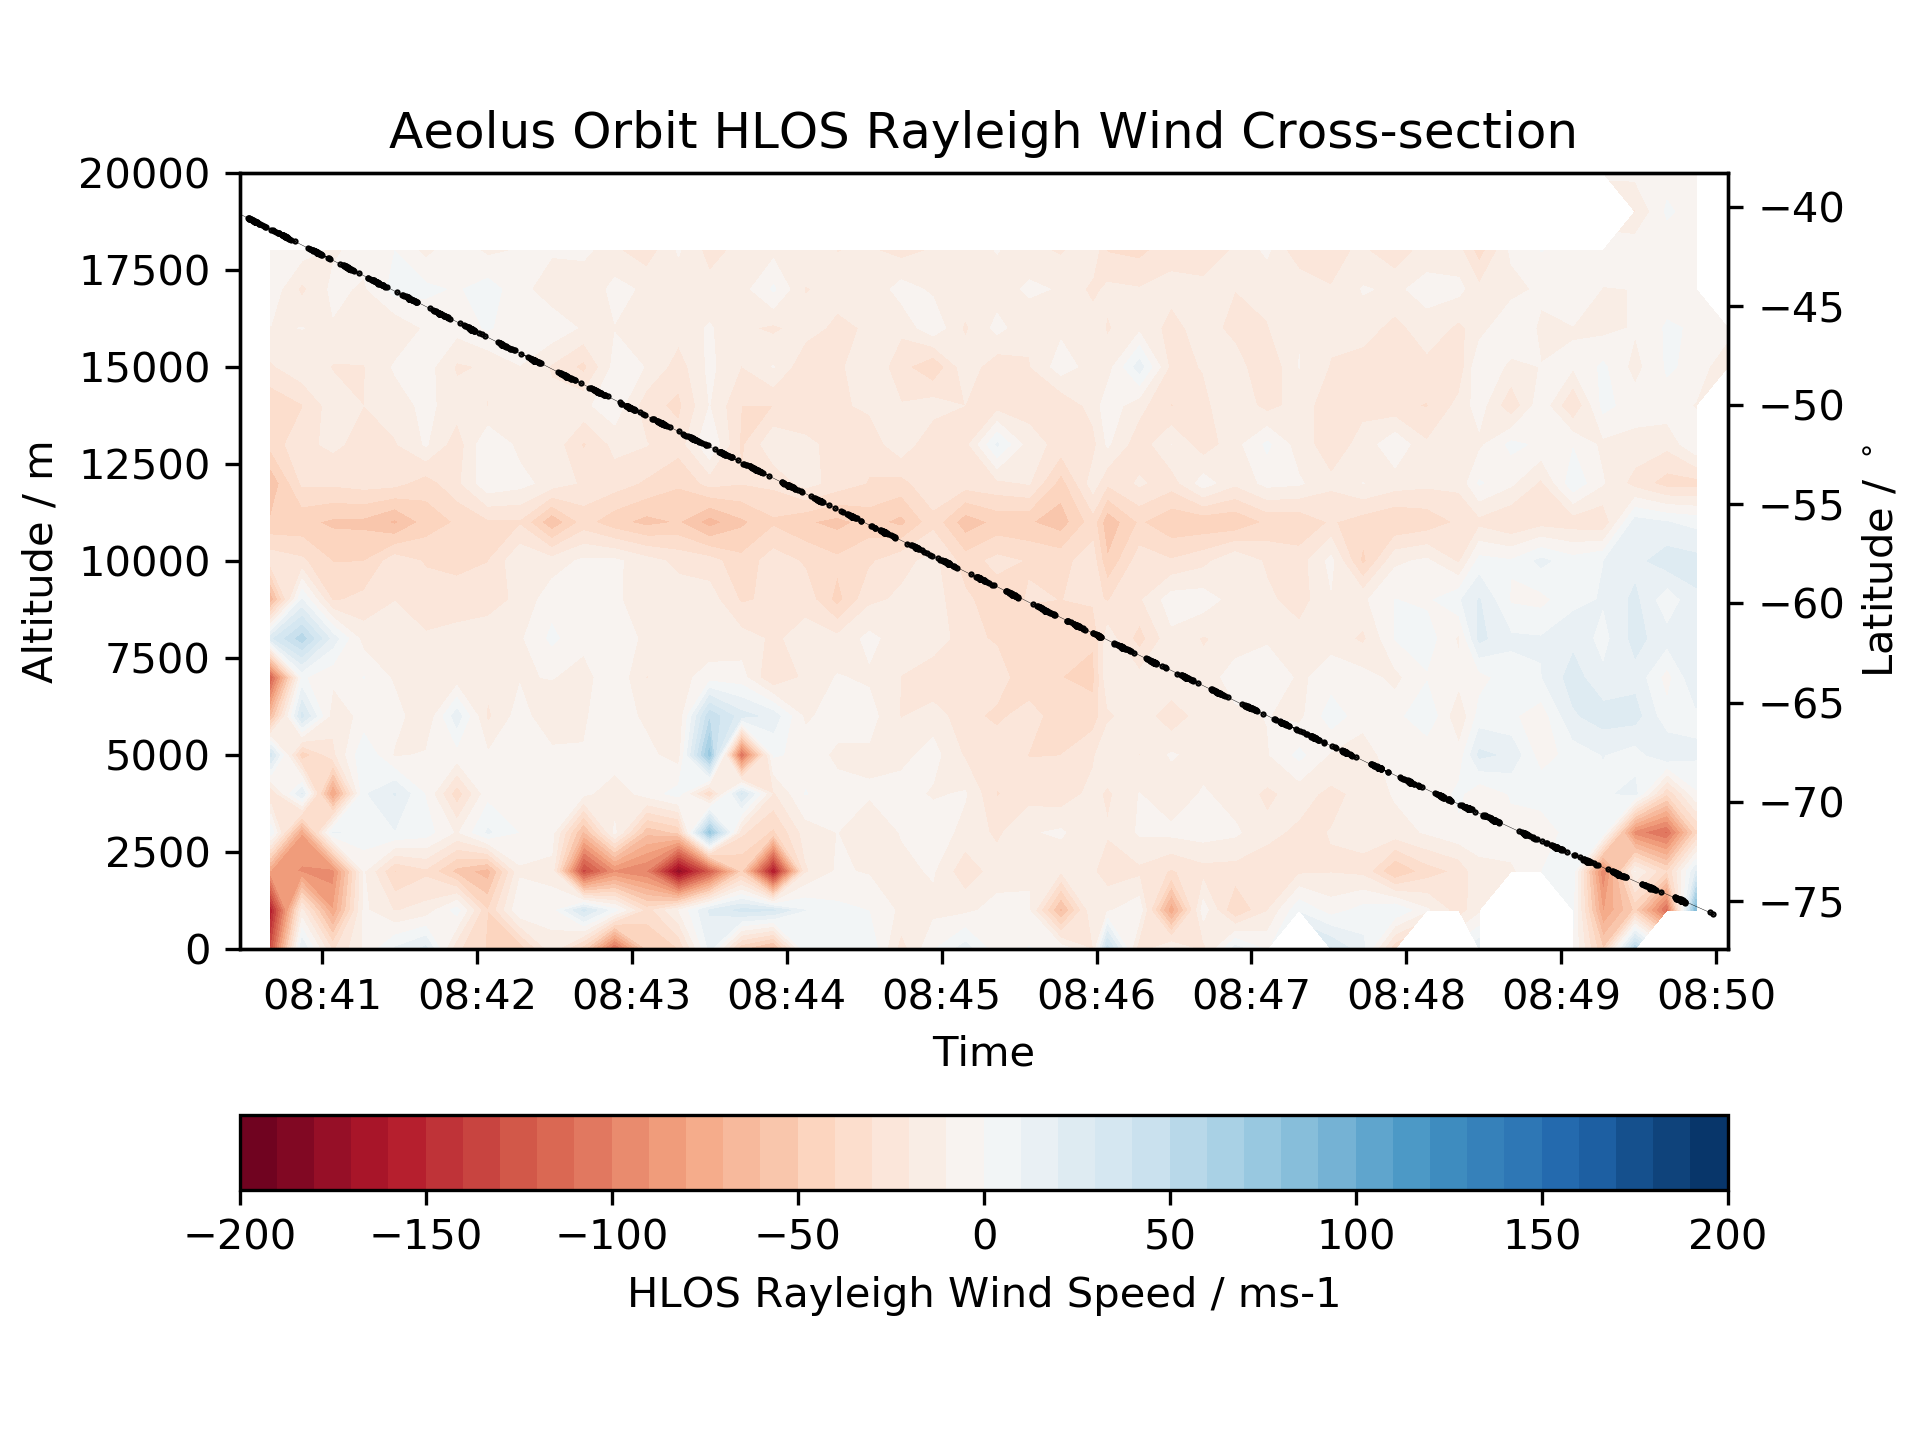 Aeolus Orbit HLOS Rayleigh Wind Cross-section
20000
17500
15000
12500
10000
7500
5000
2500
0
Altitude / m
−40
−45
−50
−55
−60
−65
−70
−75
Latitude / °
08:41 08:42 08:43 08:44 08:45 08:46 08:47 08:48 08:49 08:50
Time
−200 −150 −100 −50 0 50 100 150 200
HLOS Rayleigh Wind Speed / ms-1